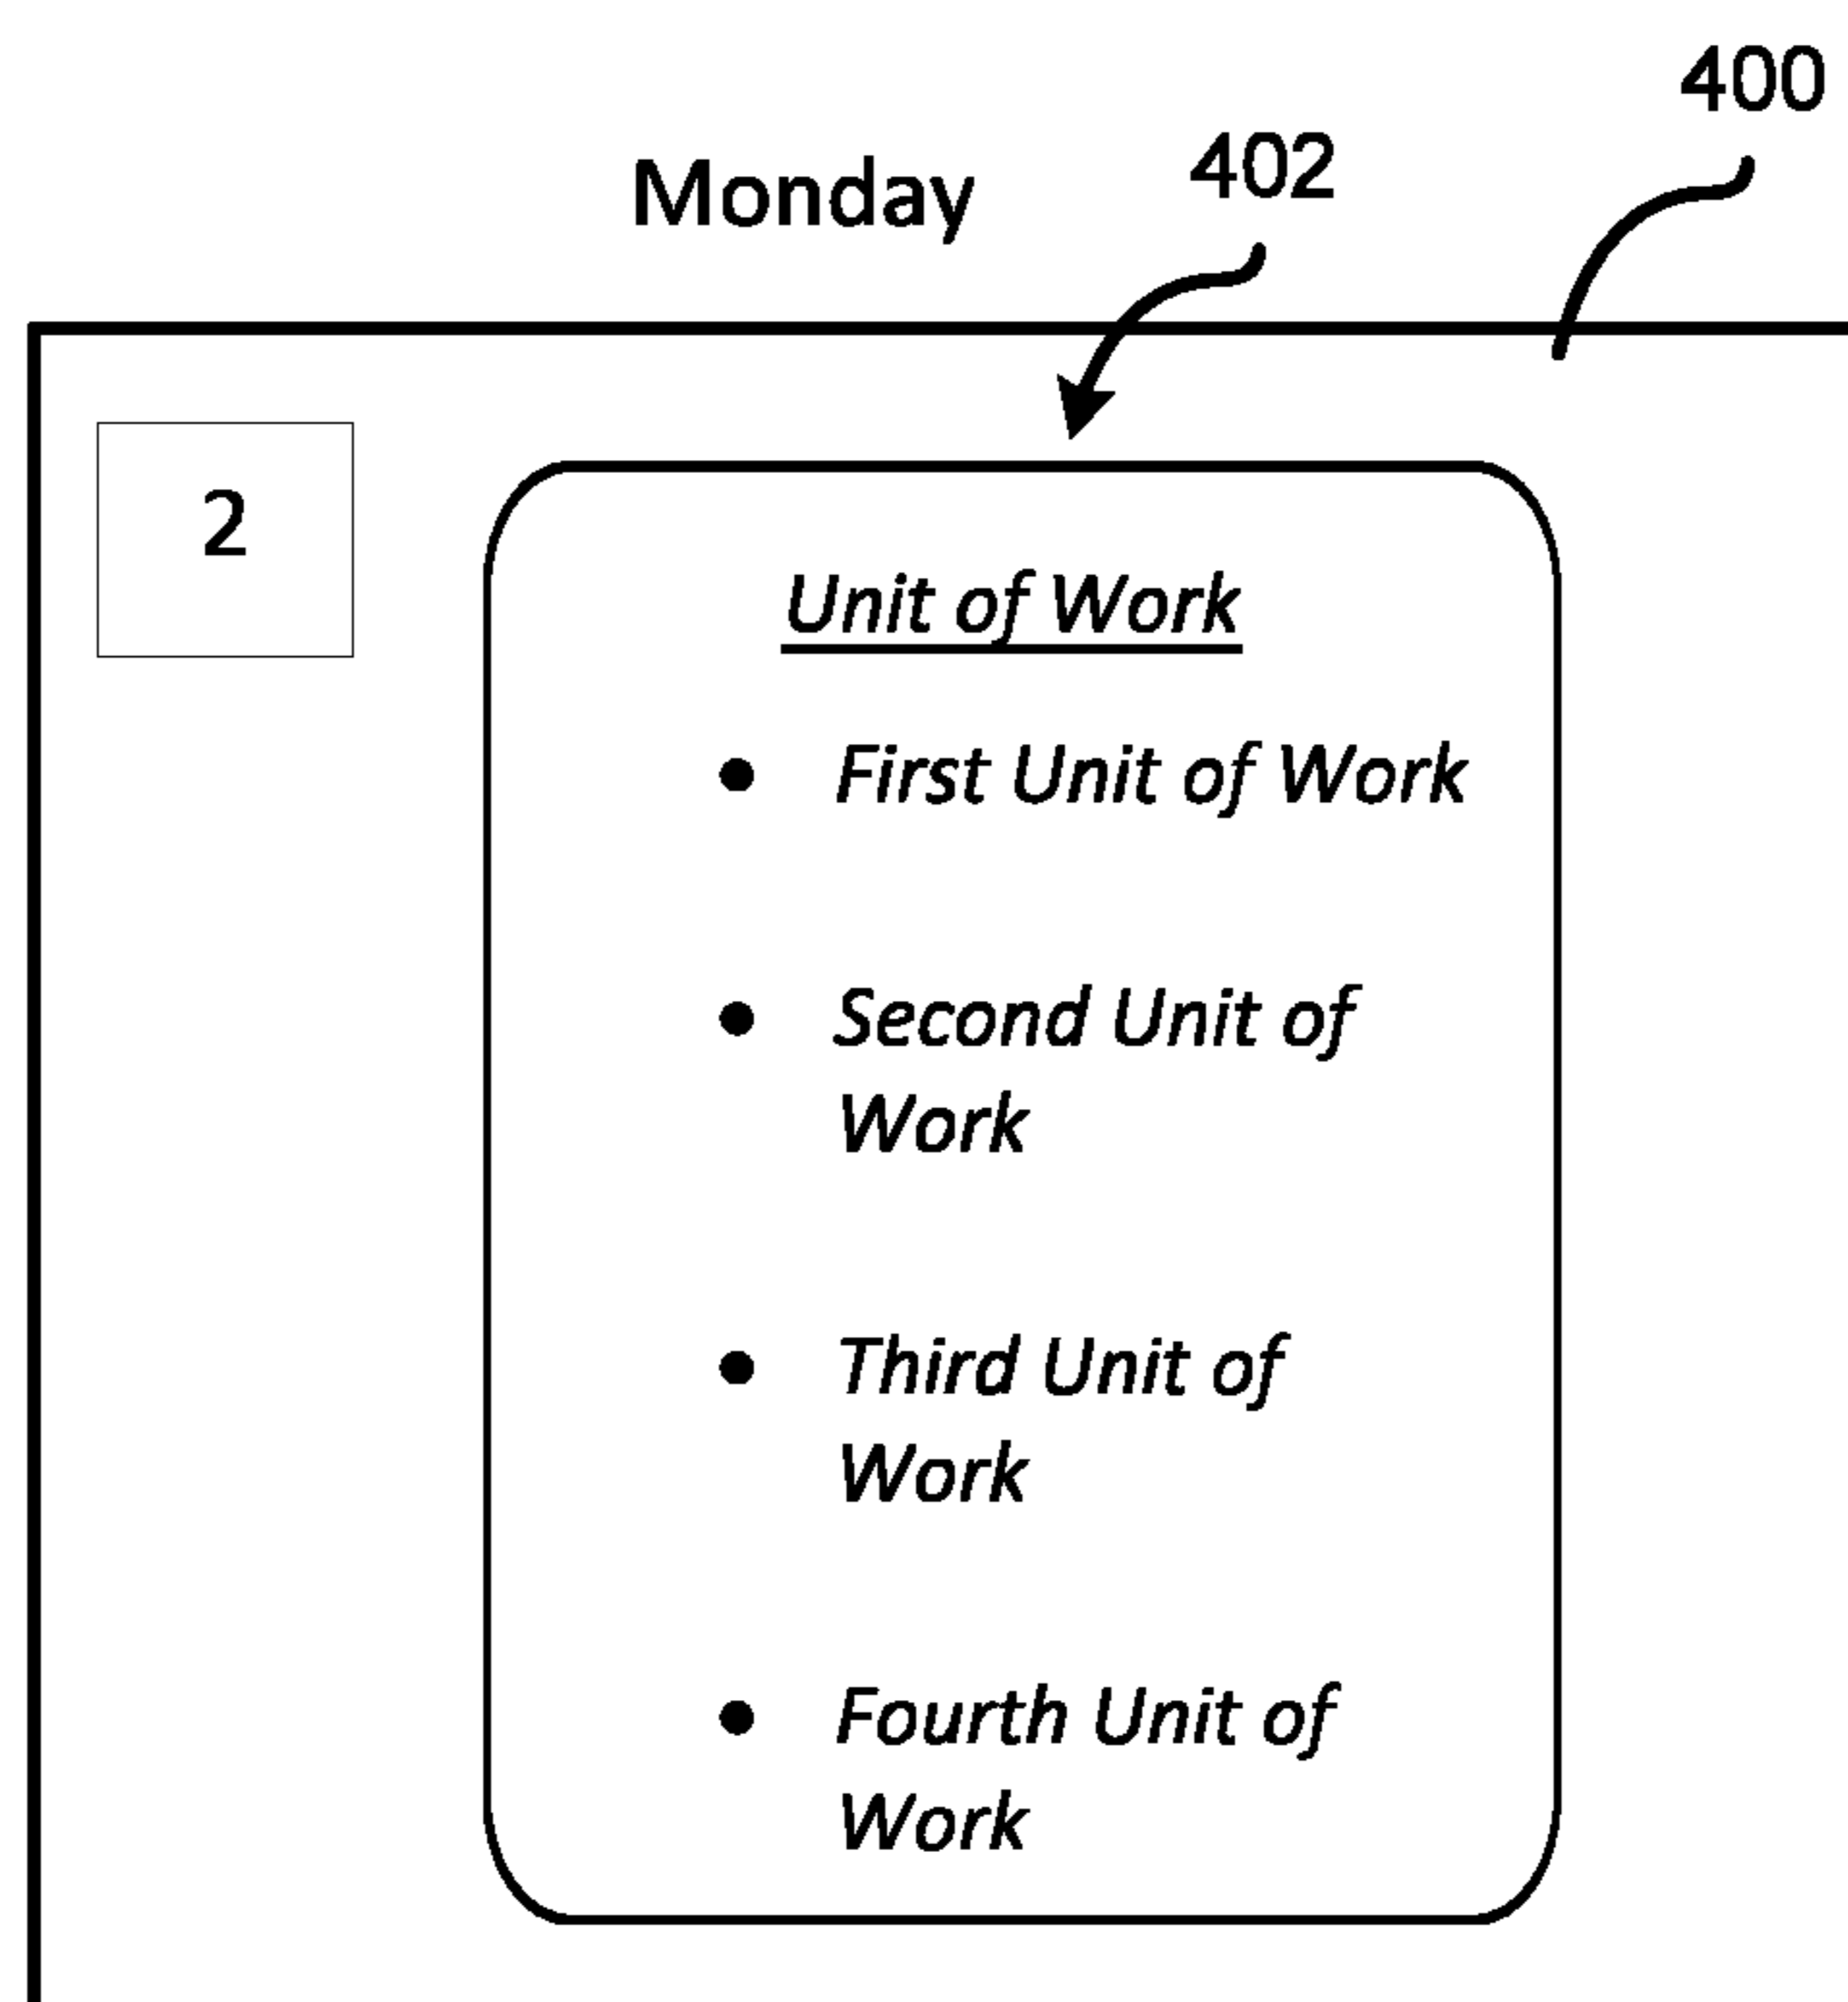 400
402
Monday
2
Unit of Work
• First Unit of Work
• Second Unit of
Work
• Third Unit of
Work
• Fourth Unit of
Work